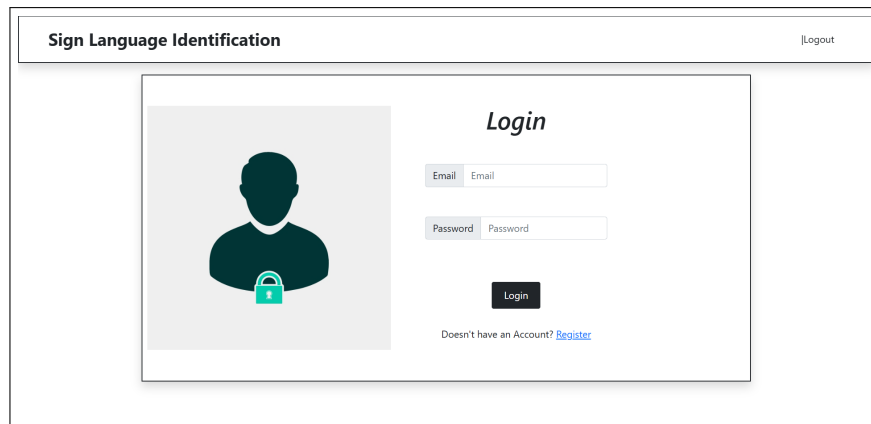 Sign Language Identification
|Logout
Login
Email Email
Password Password
Login
Doesn't have an Account? Register